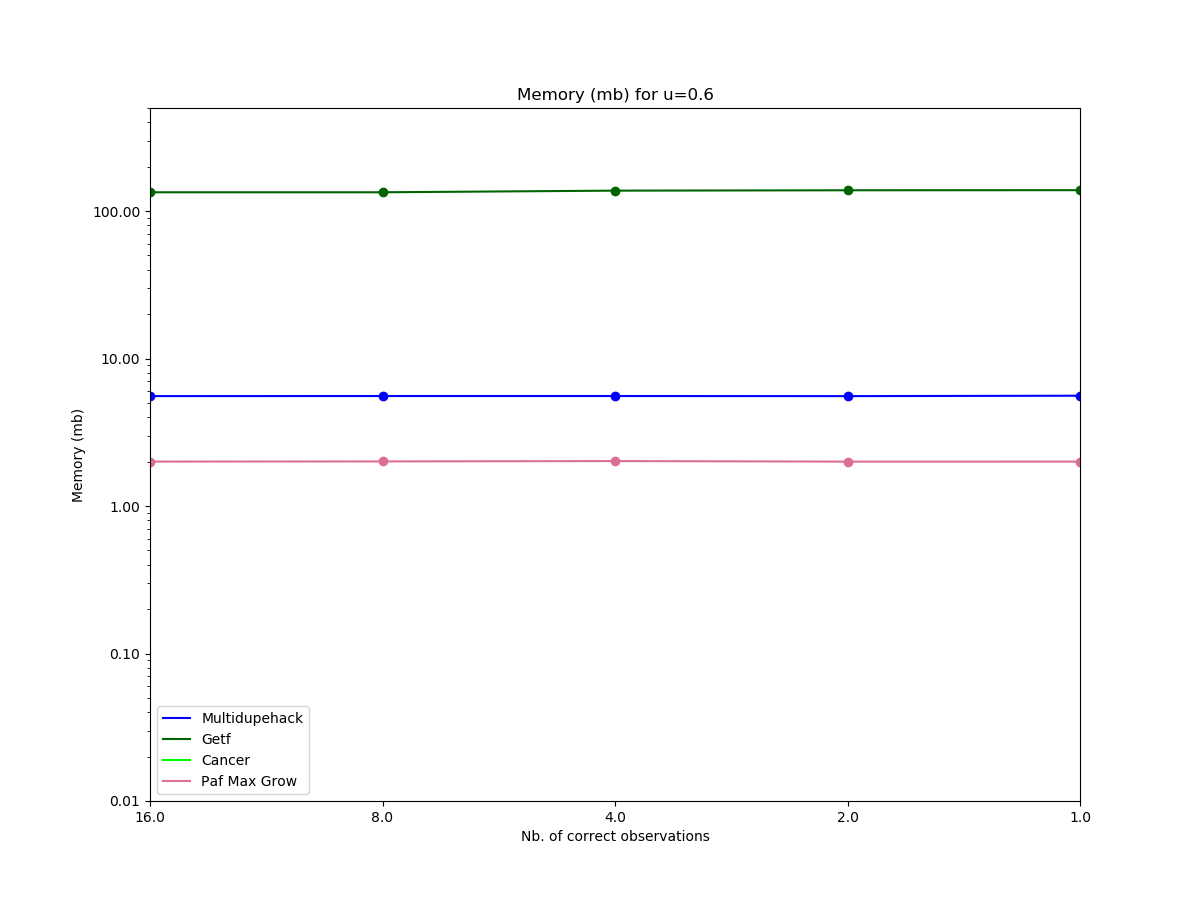 Memory (mb) for u=0.6
Memory (mb)
100.00
10.00
1.00
0.10
0.01
Multidupehack
Getf
Cancer
Paf Max Grow
16.0 8.0 4.0 2.0 1.0
Nb. of correct observations